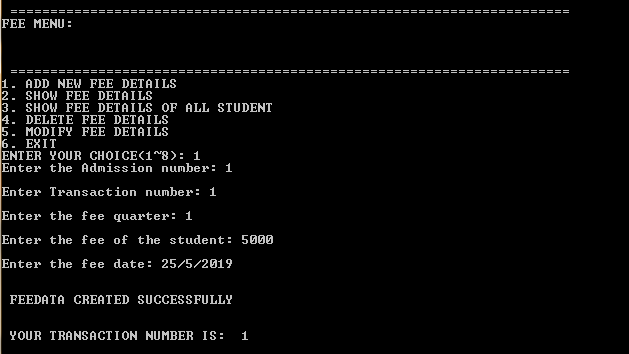 ======================================================================
FEE MENU:
======================================================================
1. ADD NEW FEE DETAILS
2. SHOW FEE DETAILS
3. SHOW FEE DETAILS OF ALL STUDENT
4. DELETE FEE DETAILS
5. MODIFY FEE DETAILS
6. EXIT
ENTER YOUR CHOICE(1~8): 1
Enter the Admission number: 1
Enter Transaction number: 1
Enter the fee quarter: 1
Enter the fee of the student: 5000
Enter the fee date: 25/5/2019
FEEDATA CREATED SUCCESSFULLY
YOUR TRANSACTION NUMBER IS: 1